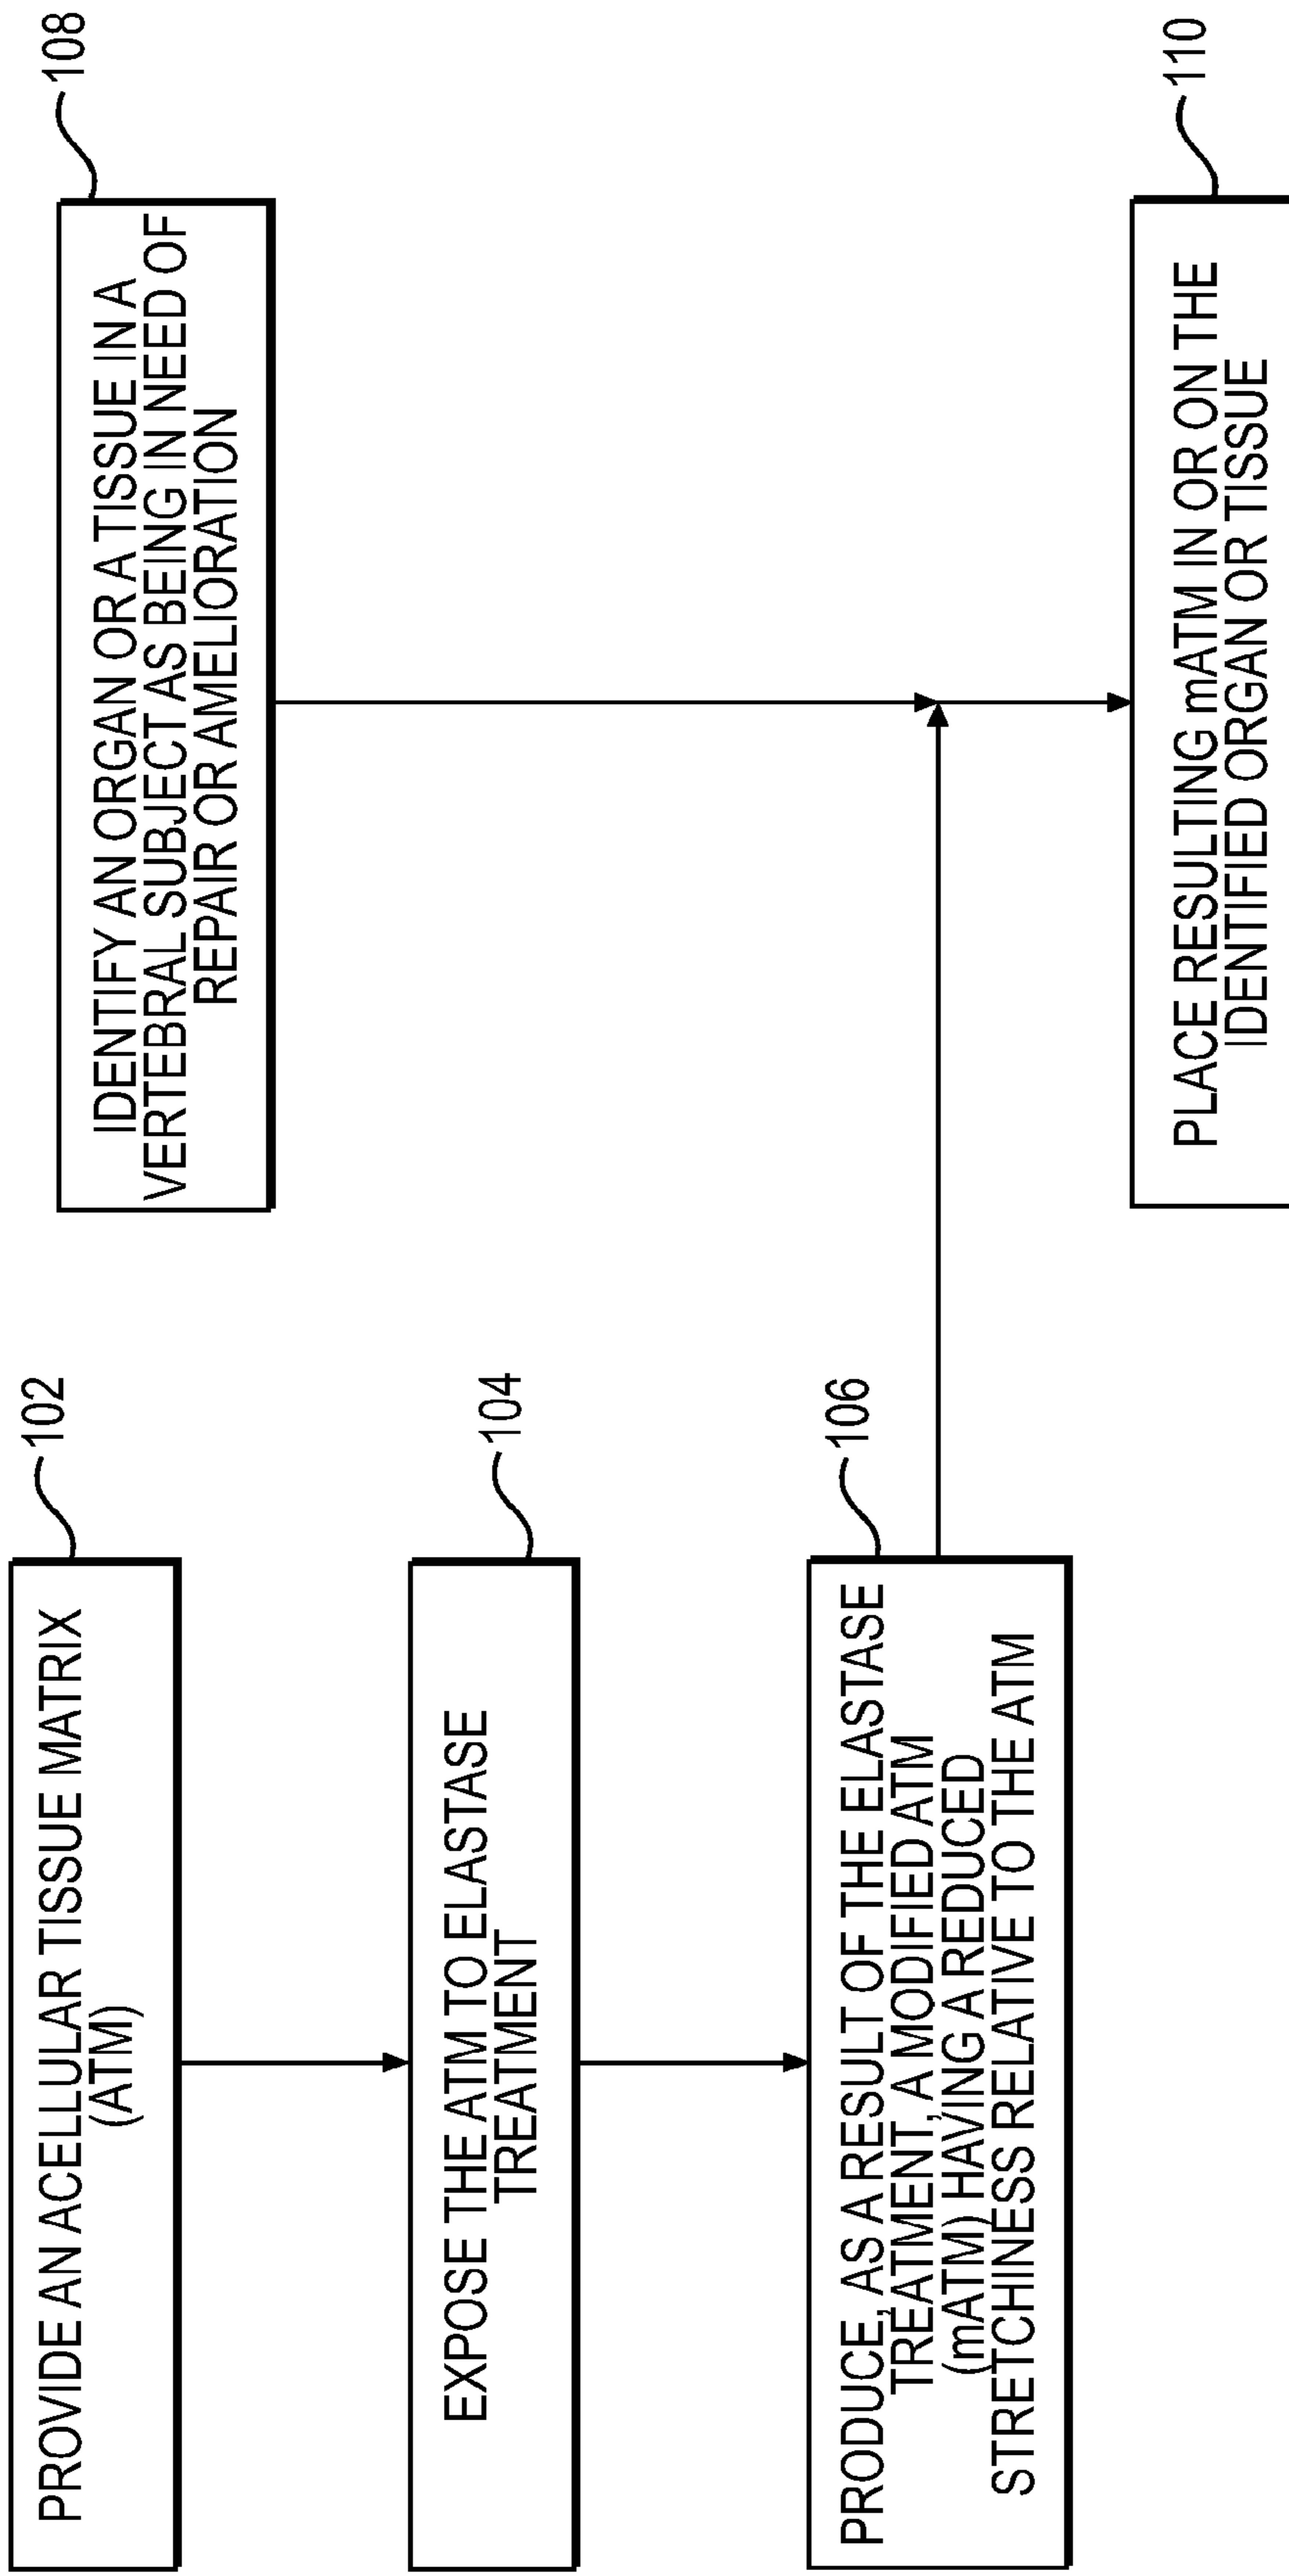 PROVIDE AN ACELLULAR TISSUE MATRIX
(ATM)
102
EXPOSE THE ATM TO ELASTASE
TREATMENT
104
PRODUCE, AS A RESULT OF THE ELASTASE
TREATMENT, A MODIFIED ATM
(mATM) HAVING A REDUCED
STRETCHINESS RELATIVE TO THE ATM
106
IDENTIFY AN ORGAN OR A TISSUE IN A
VERTEBRAL SUBJECT AS BEING IN NEED OF
REPAIR OR AMELIORATION
108
PLACE RESULTING mATM IN OR ON THE
IDENTIFIED ORGAN OR TISSUE
110